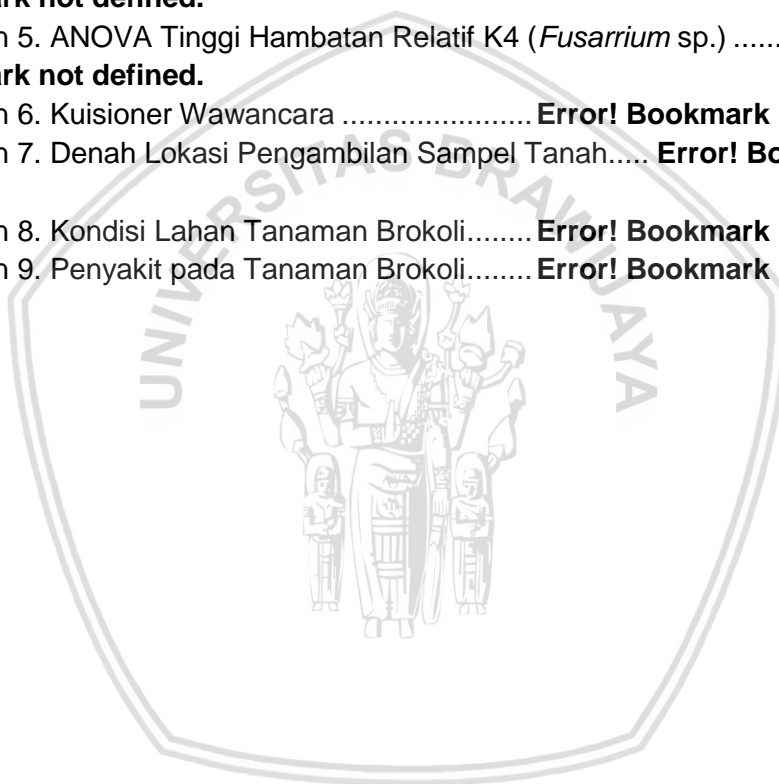 ark not defined.
n 5. ANOVA Tinggi Hambatan Relatif K4 (Fusarrium sp.) ......
ark not defined.
n 6. Kuisioner Wawancara ....................... Error! Bookmark
n 7. Denah Lokasi Pengambilan Sampel Tanah..... Error! Bo
n 8. Kondisi Lahan Tanaman Brokoli........ Error! Bookmark
n 9. Penyakit pada Tanaman Brokoli........ Error! Bookmark
UNIVERSITAS BRAWIJAYA